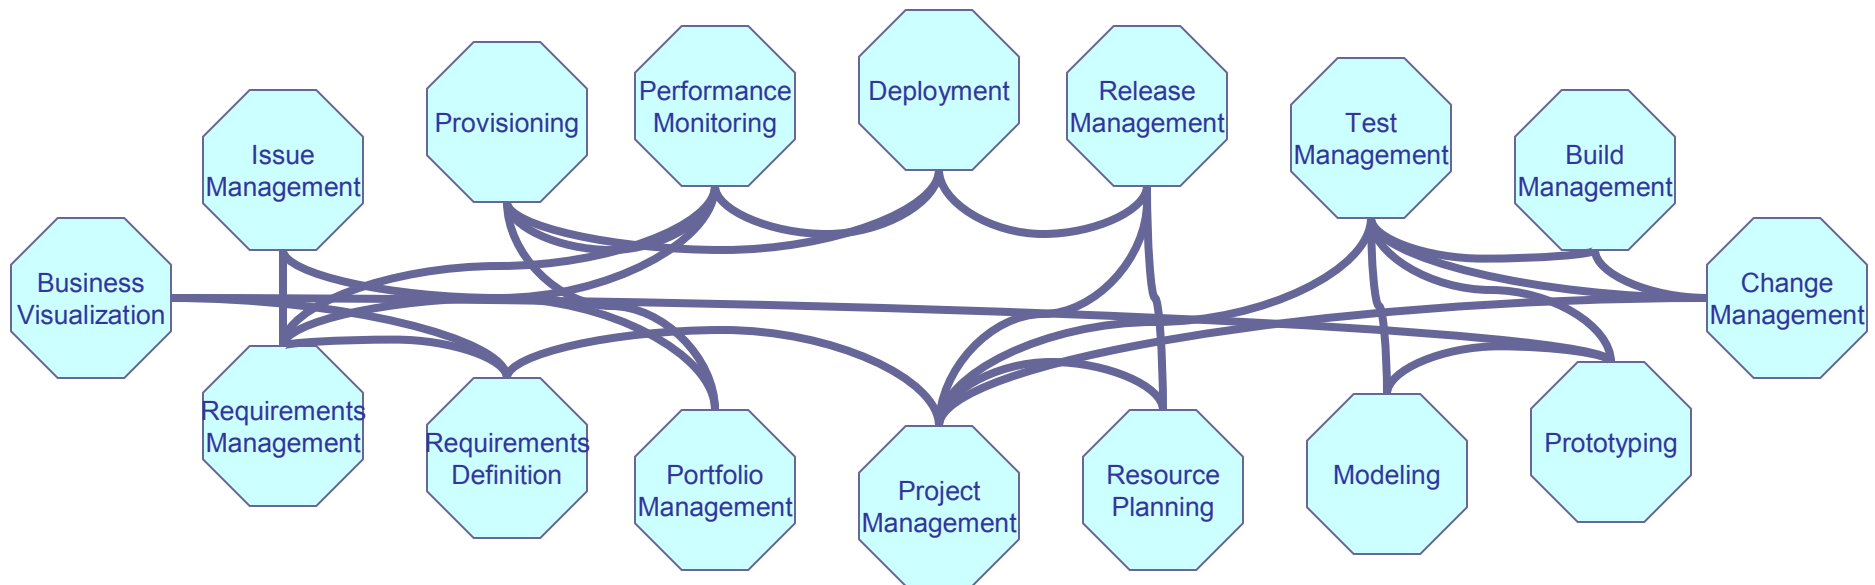 Issue
Management
Provisioning
Performance
Monitoring
Deployment
Release
Management
Test
Management
Build
Management
Business
Visualization
Change
Management
Requirements
Management
Requirements
Definition
Portfolio
Management
Project
Management
Resource
Planning
Modeling
Prototyping